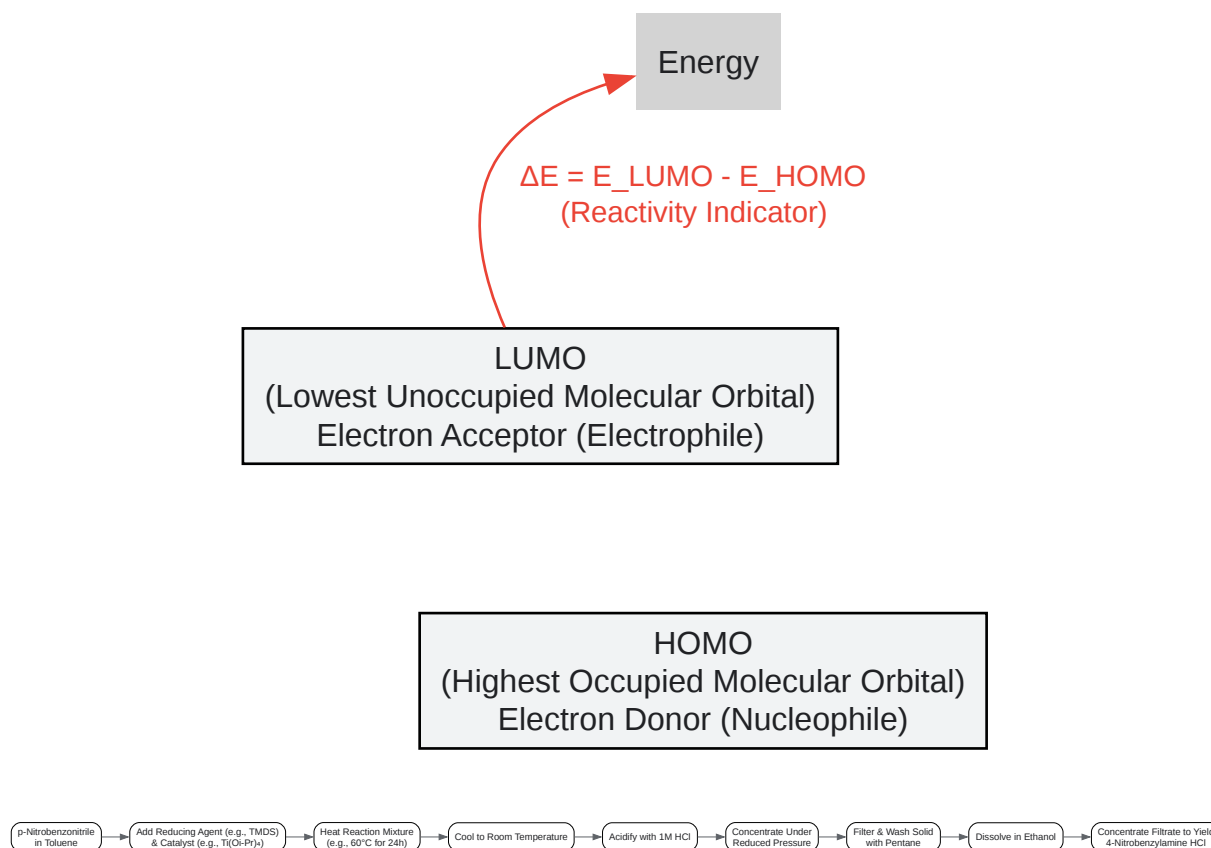 Energy
ΔE = E_LUMO - E_HOMO
(Reactivity Indicator)
LUMO
(Lowest Unoccupied Molecular Orbital)
Electron Acceptor (Electrophile)
HOMO
(Highest Occupied Molecular Orbital)
Electron Donor (Nucleophile)
p-Nitrobenzonitrile
in Toluene
Add Reducing Agent (e.g., TMDS)
& Catalyst (e.g., Ti(Oi-Pr)₄)
Heat Reaction Mixture
(e.g., 60°C for 24h)
Cool to Room Temperature
Acidify with 1M HCl
Concentrate Under
Reduced Pressure
Filter & Wash Solid
with Pentane
Dissolve in Ethanol
Concentrate Filtrate to Yield
4-Nitrobenzylamine HCl